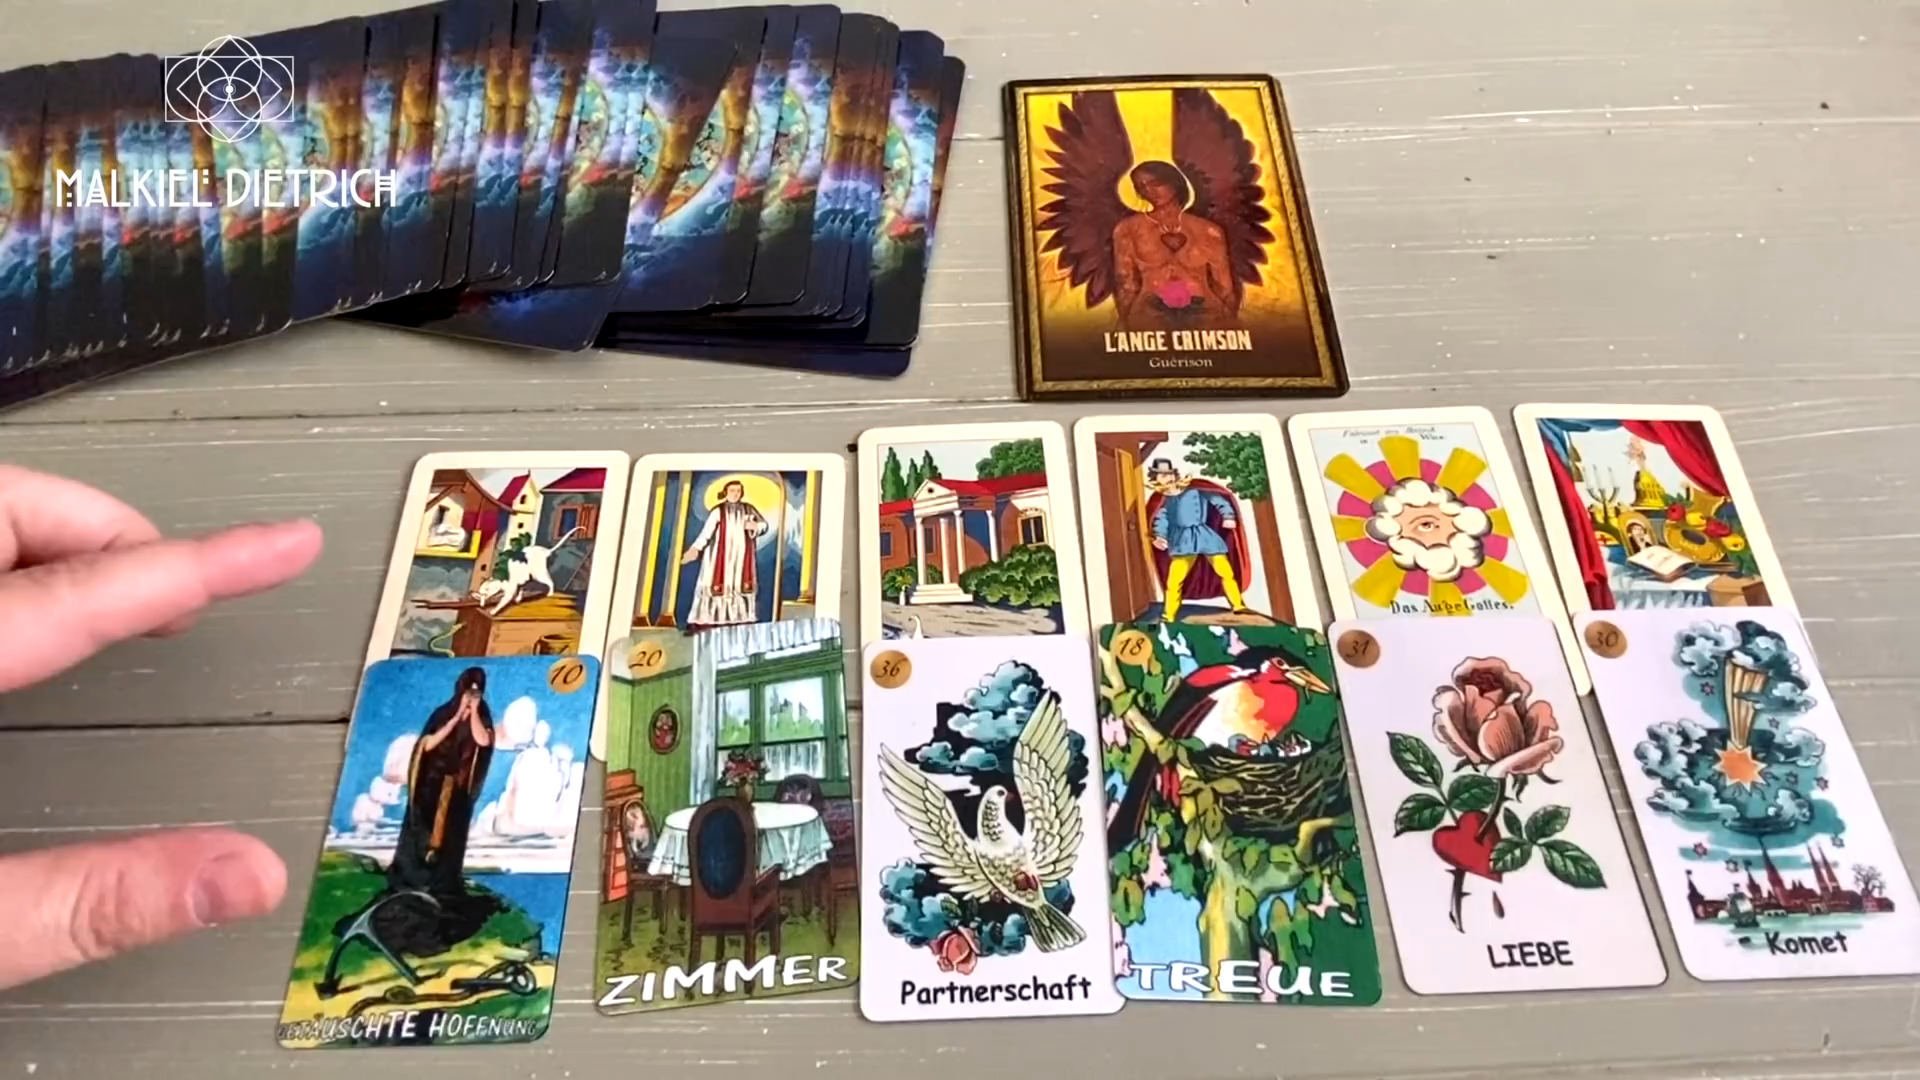 MALKIEL DIETRICH
L'ANGE CRIMSON
Guérison
Das Auge Gottes.
10
20
36
18
31
30
GETÄUSCHTE HOFFNUNG
ZIMMER
Partnerschaft
TREUE
LIEBE
Komet